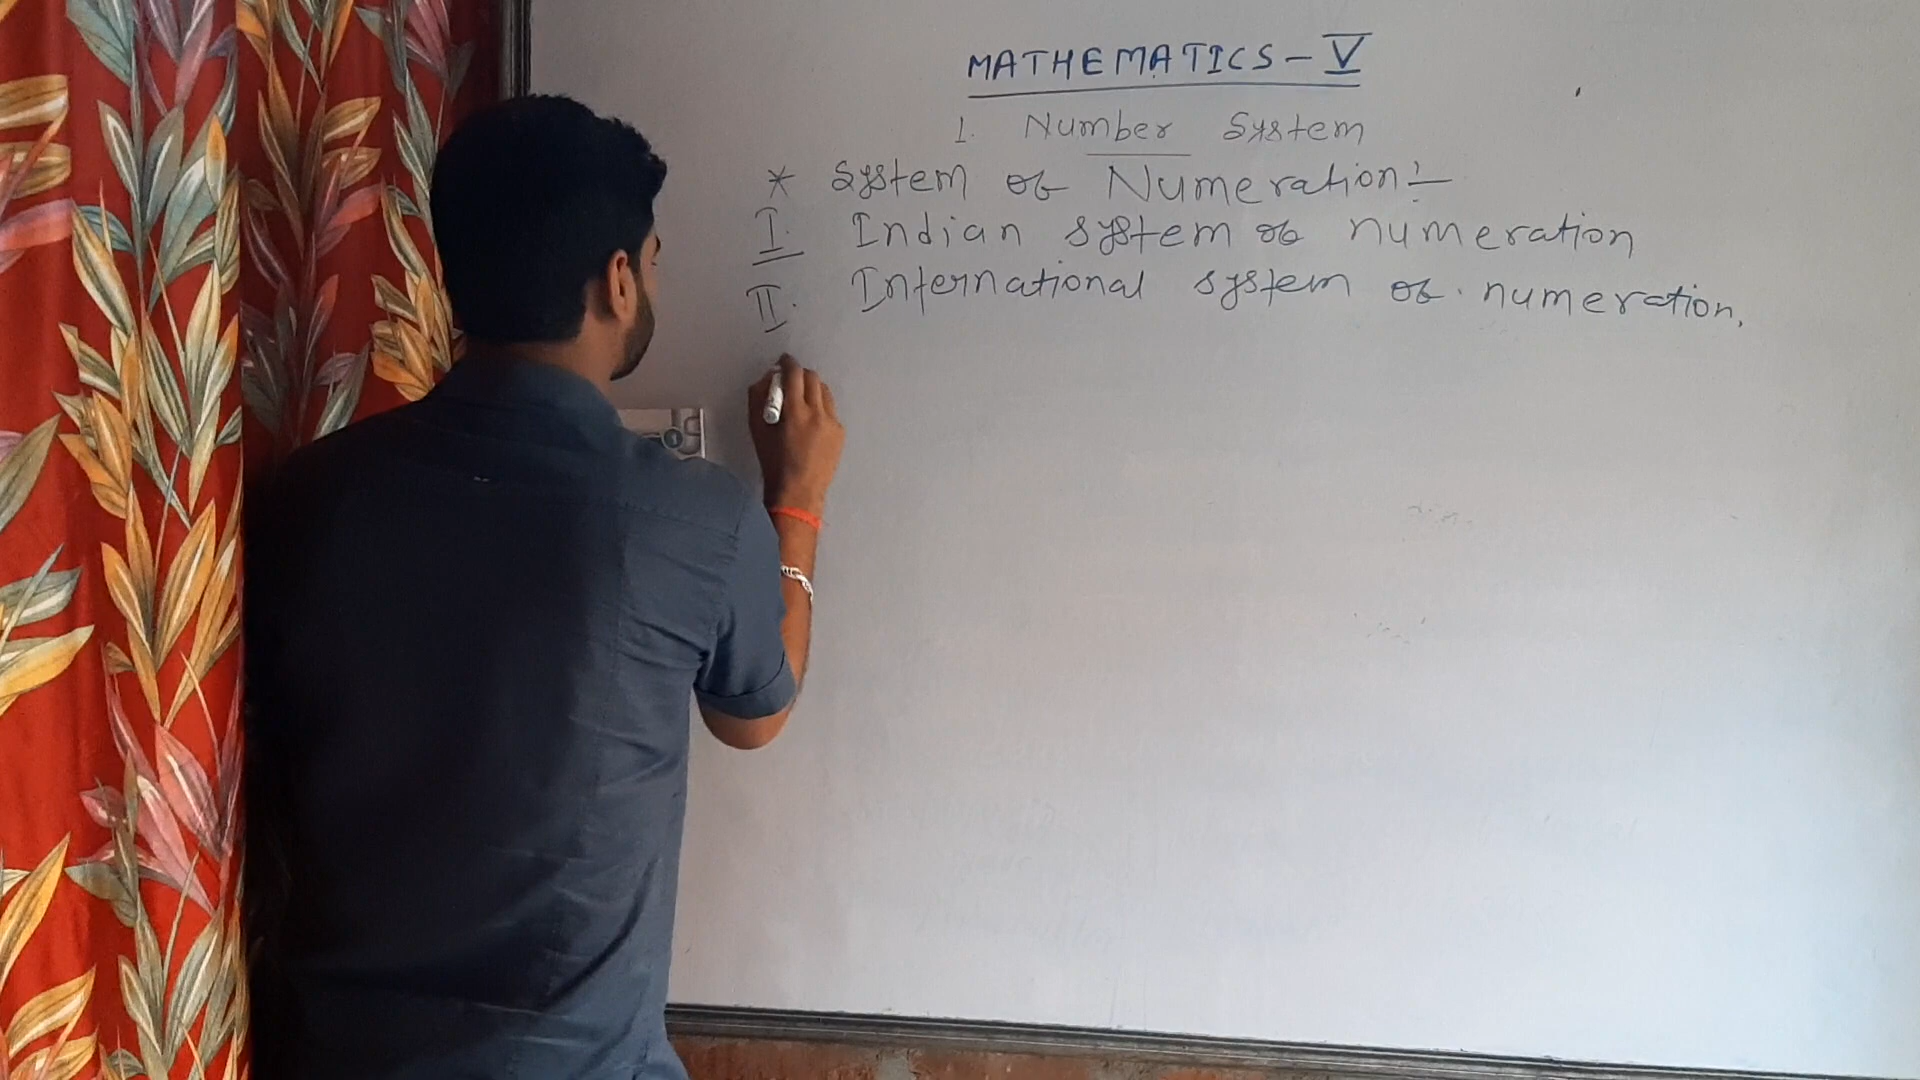 MATHEMATICS - V
1. Number System
* System of Numeration:-
I. Indian system of numeration
II. International system of numeration.